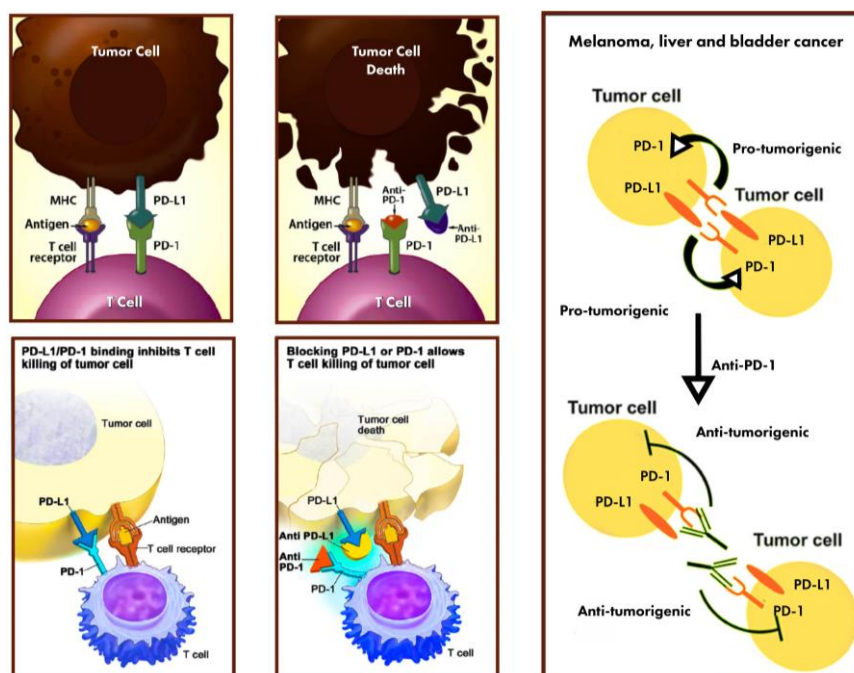 Tumor Cell
MHC
PD-L1
Antigen
T cell
receptor
PD-1
T Cell
Tumor Cell
Death
MHC
Anti-
PD-1
PD-L1
Antigen
Anti-
PD-L1
T cell
receptor
PD-1
T Cell
PD-L1/PD-1 binding inhibits T cell
killing of tumor cell
Tumor cell
PD-L1
Antigen
T cell receptor
PD-1
T cell
Blocking PD-L1 or PD-1 allows
T cell killing of tumor cell
Tumor cell
death
PD-L1
Anti PD-L1
Antigen
Anti
PD-1
T cell receptor
PD-1
T cell
Melanoma, liver and bladder cancer
Tumor cell
PD-1
Pro-tumorigenic
PD-L1
Tumor cell
PD-L1
PD-1
Pro-tumorigenic
Anti-PD-1
Tumor cell
Anti-tumorigenic
PD-1
PD-L1
Tumor cell
PD-L1
PD-1
Anti-tumorigenic